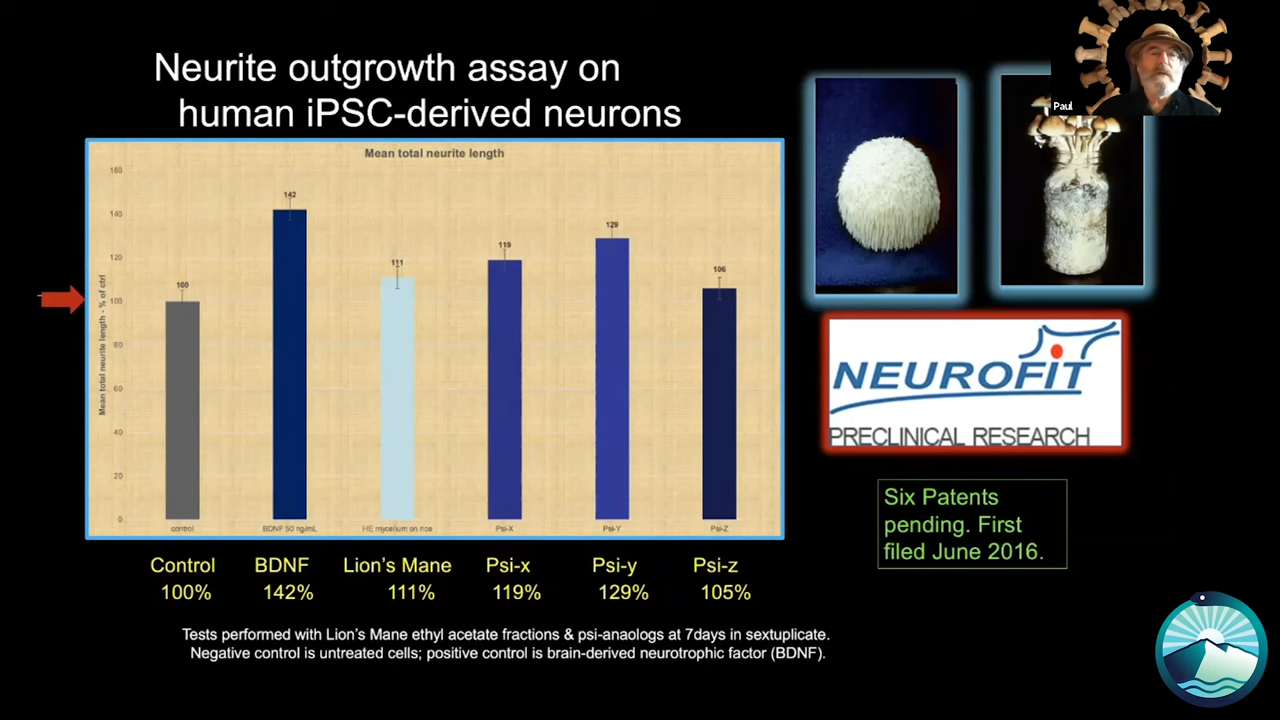 Neurite outgrowth assay on
human iPSC-derived neurons
Paul
Mean total neurite length
160
140
120
100
80
60
40
20
0
Mean total neurite length - % of ctrl
100
142
111
119
129
106
control
BDNF 50 ng/mL
HE mycelium on rice
Psi-X
Psi-Y
Psi-Z
Control BDNF Lion's Mane Psi-x Psi-y Psi-z
100% 142% 111% 119% 129% 105%
Tests performed with Lion's Mane ethyl acetate fractions & psi-anaologs at 7days in sextuplicate.
Negative control is untreated cells; positive control is brain-derived neurotrophic factor (BDNF).
NEUROFIT
PRECLINICAL RESEARCH
Six Patents
pending. First
filed June 2016.